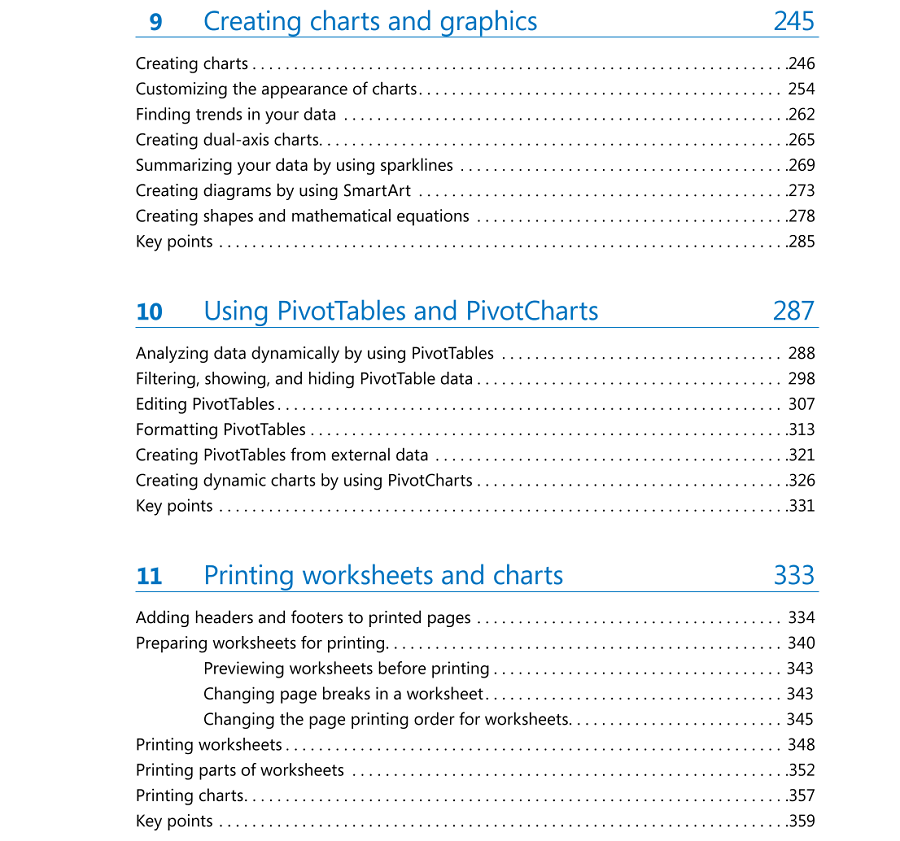 9 Creating charts and graphics 245
Creating charts . . . . . . . . . . . . . . . . . . . . . . . . . . . . . . . . . . . . . . . . . . . . . . . . . . . . . . . . . . . . . . . . .246
Customizing the appearance of charts. . . . . . . . . . . . . . . . . . . . . . . . . . . . . . . . . . . . . . . . . . . . 254
Finding trends in your data . . . . . . . . . . . . . . . . . . . . . . . . . . . . . . . . . . . . . . . . . . . . . . . . . . . . . .262
Creating dual-axis charts. . . . . . . . . . . . . . . . . . . . . . . . . . . . . . . . . . . . . . . . . . . . . . . . . . . . . . . . .265
Summarizing your data by using sparklines . . . . . . . . . . . . . . . . . . . . . . . . . . . . . . . . . . . . . . . .269
Creating diagrams by using SmartArt . . . . . . . . . . . . . . . . . . . . . . . . . . . . . . . . . . . . . . . . . . . . .273
Creating shapes and mathematical equations . . . . . . . . . . . . . . . . . . . . . . . . . . . . . . . . . . . . . .278
Key points . . . . . . . . . . . . . . . . . . . . . . . . . . . . . . . . . . . . . . . . . . . . . . . . . . . . . . . . . . . . . . . . . . . . .285
10 Using PivotTables and PivotCharts 287
Analyzing data dynamically by using PivotTables . . . . . . . . . . . . . . . . . . . . . . . . . . . . . . . . . . 288
Filtering, showing, and hiding PivotTable data . . . . . . . . . . . . . . . . . . . . . . . . . . . . . . . . . . . . . 298
Editing PivotTables . . . . . . . . . . . . . . . . . . . . . . . . . . . . . . . . . . . . . . . . . . . . . . . . . . . . . . . . . . . . . 307
Formatting PivotTables . . . . . . . . . . . . . . . . . . . . . . . . . . . . . . . . . . . . . . . . . . . . . . . . . . . . . . . . . .313
Creating PivotTables from external data . . . . . . . . . . . . . . . . . . . . . . . . . . . . . . . . . . . . . . . . . . .321
Creating dynamic charts by using PivotCharts . . . . . . . . . . . . . . . . . . . . . . . . . . . . . . . . . . . . . .326
Key points . . . . . . . . . . . . . . . . . . . . . . . . . . . . . . . . . . . . . . . . . . . . . . . . . . . . . . . . . . . . . . . . . . . . .331
11 Printing worksheets and charts 333
Adding headers and footers to printed pages . . . . . . . . . . . . . . . . . . . . . . . . . . . . . . . . . . . . . 334
Preparing worksheets for printing. . . . . . . . . . . . . . . . . . . . . . . . . . . . . . . . . . . . . . . . . . . . . . . . 340
Previewing worksheets before printing . . . . . . . . . . . . . . . . . . . . . . . . . . . . . . . . . . . 343
Changing page breaks in a worksheet. . . . . . . . . . . . . . . . . . . . . . . . . . . . . . . . . . . . 343
Changing the page printing order for worksheets. . . . . . . . . . . . . . . . . . . . . . . . . . 345
Printing worksheets . . . . . . . . . . . . . . . . . . . . . . . . . . . . . . . . . . . . . . . . . . . . . . . . . . . . . . . . . . . . 348
Printing parts of worksheets . . . . . . . . . . . . . . . . . . . . . . . . . . . . . . . . . . . . . . . . . . . . . . . . . . . . .352
Printing charts. . . . . . . . . . . . . . . . . . . . . . . . . . . . . . . . . . . . . . . . . . . . . . . . . . . . . . . . . . . . . . . . . .357
Key points . . . . . . . . . . . . . . . . . . . . . . . . . . . . . . . . . . . . . . . . . . . . . . . . . . . . . . . . . . . . . . . . . . . . .359